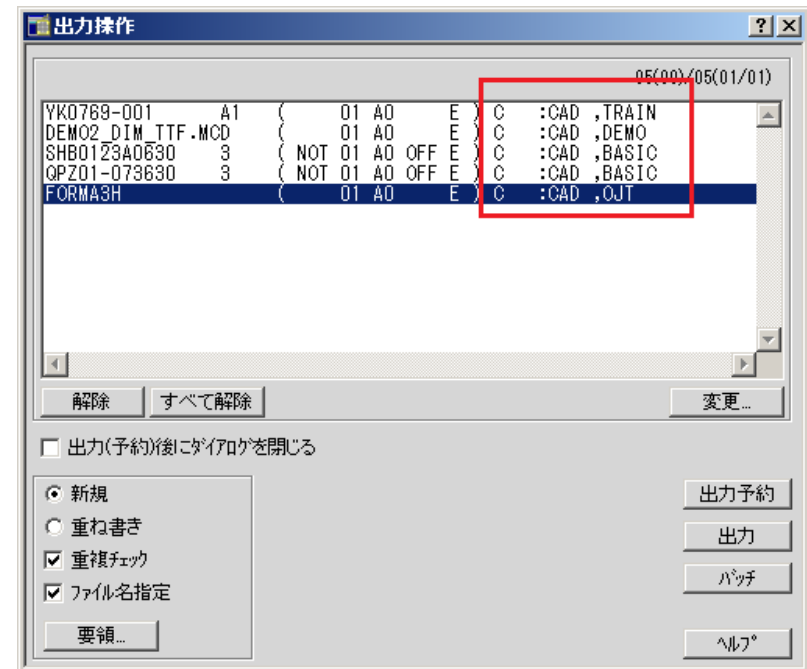 出力操作
05(00)/05(01/01)
YK0769-001 A1 ( 01 A0 E ) C :CAD ,TRAIN
DEMO2_DIM_TTF.MCD ( 01 A0 E ) C :CAD ,DEMO
SHB0123A0630 3 ( NOT 01 A0 OFF E ) C :CAD ,BASIC
QPZ01-073630 3 ( NOT 01 A0 OFF E ) C :CAD ,BASIC
FORMA3H ( 01 A0 E ) C :CAD ,OJT
解除 すべて解除 変更...
出力(予約)後にﾀﾞｲｱﾛｸﾞを閉じる
新規
重ね書き
重複ﾁｪｯｸ
ﾌｧｲﾙ名指定
要領...
出力予約
出力
ﾊﾞｯﾁ
ﾍﾙﾌﾟ